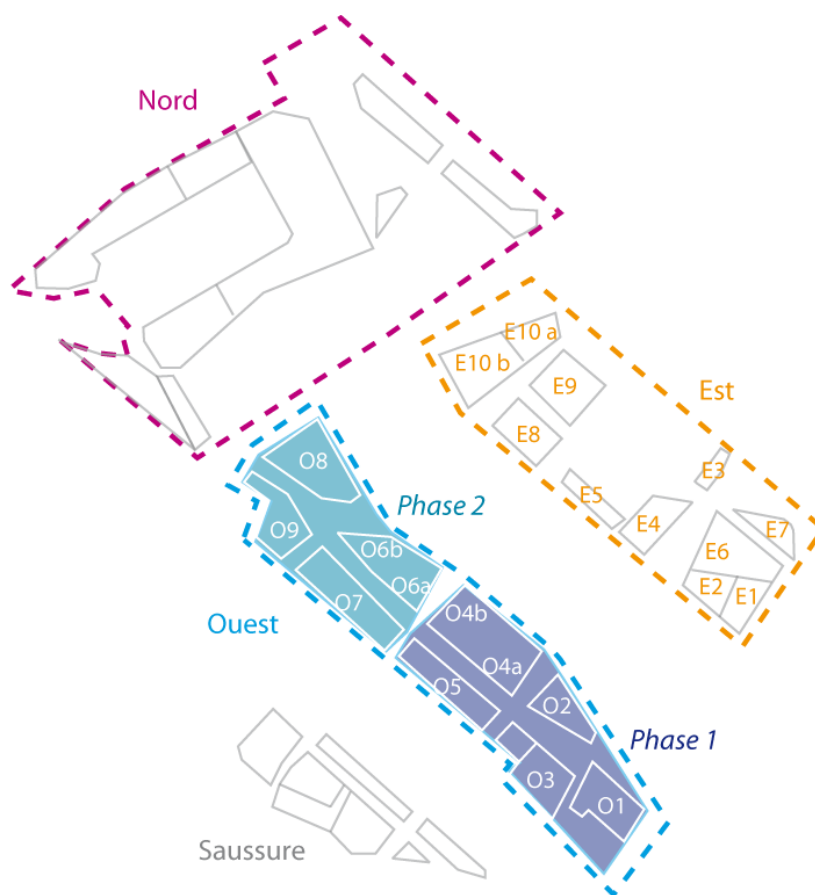 Nord
E10 a
E10 b
E9
Est
E8
E3
E5
E4
E7
E6
E2
E1
O8
Phase 2
O9
O6b
O6a
O7
Ouest
O4b
O4a
O5
O2
Phase 1
O3
O1
Saussure